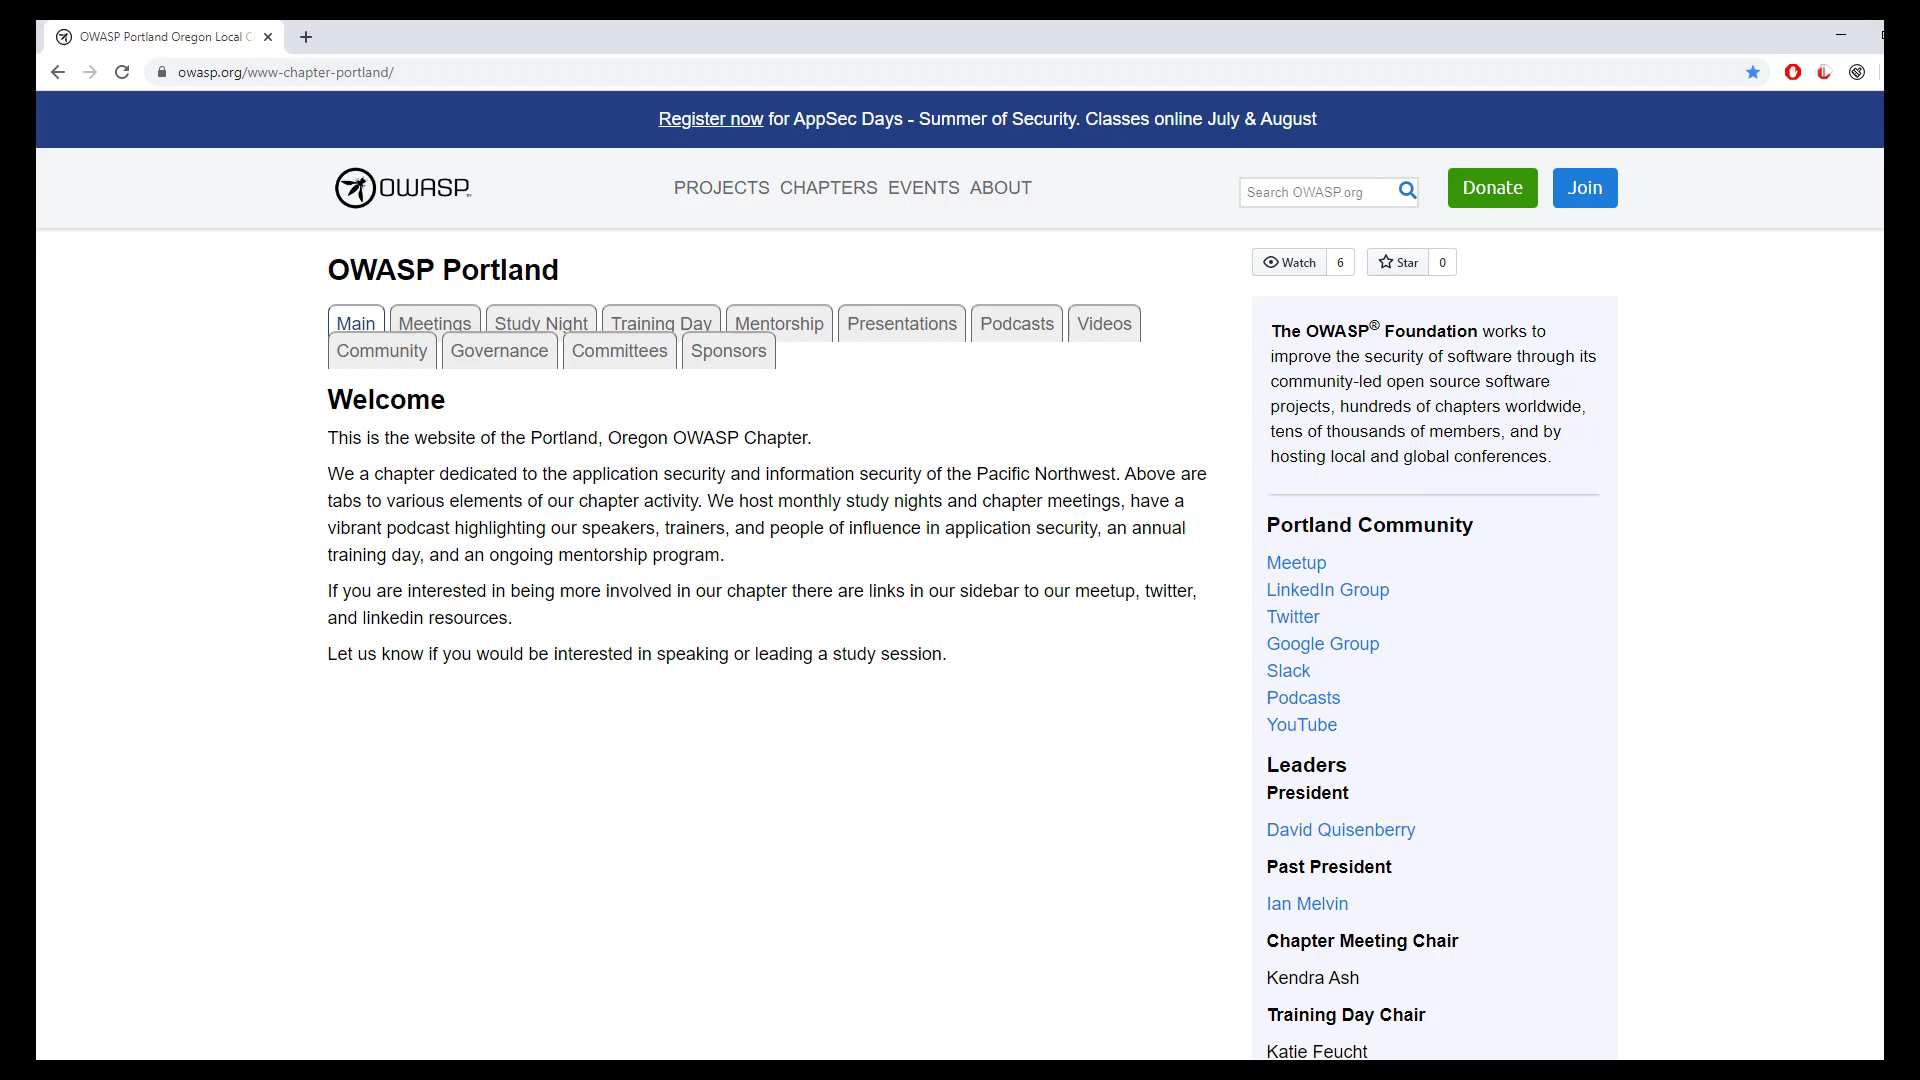 OWASP Portland Oregon Local C
owasp.org/www-chapter-portland/
Register now for AppSec Days - Summer of Security. Classes online July & August
OWASP
PROJECTS CHAPTERS EVENTS ABOUT
Search OWASP.org
Donate
Join
OWASP Portland
Watch 6
Star 0
Main Meetings Study Night Training Day Mentorship Presentations Podcasts Videos
Community Governance Committees Sponsors
Welcome
This is the website of the Portland, Oregon OWASP Chapter.
We a chapter dedicated to the application security and information security of the Pacific Northwest. Above are
tabs to various elements of our chapter activity. We host monthly study nights and chapter meetings, have a
vibrant podcast highlighting our speakers, trainers, and people of influence in application security, an annual
training day, and an ongoing mentorship program.
If you are interested in being more involved in our chapter there are links in our sidebar to our meetup, twitter,
and linkedin resources.
Let us know if you would be interested in speaking or leading a study session.
The OWASP® Foundation works to
improve the security of software through its
community-led open source software
projects, hundreds of chapters worldwide,
tens of thousands of members, and by
hosting local and global conferences.
Portland Community
Meetup
LinkedIn Group
Twitter
Google Group
Slack
Podcasts
YouTube
Leaders
President
David Quisenberry
Past President
Ian Melvin
Chapter Meeting Chair
Kendra Ash
Training Day Chair
Katie Feucht